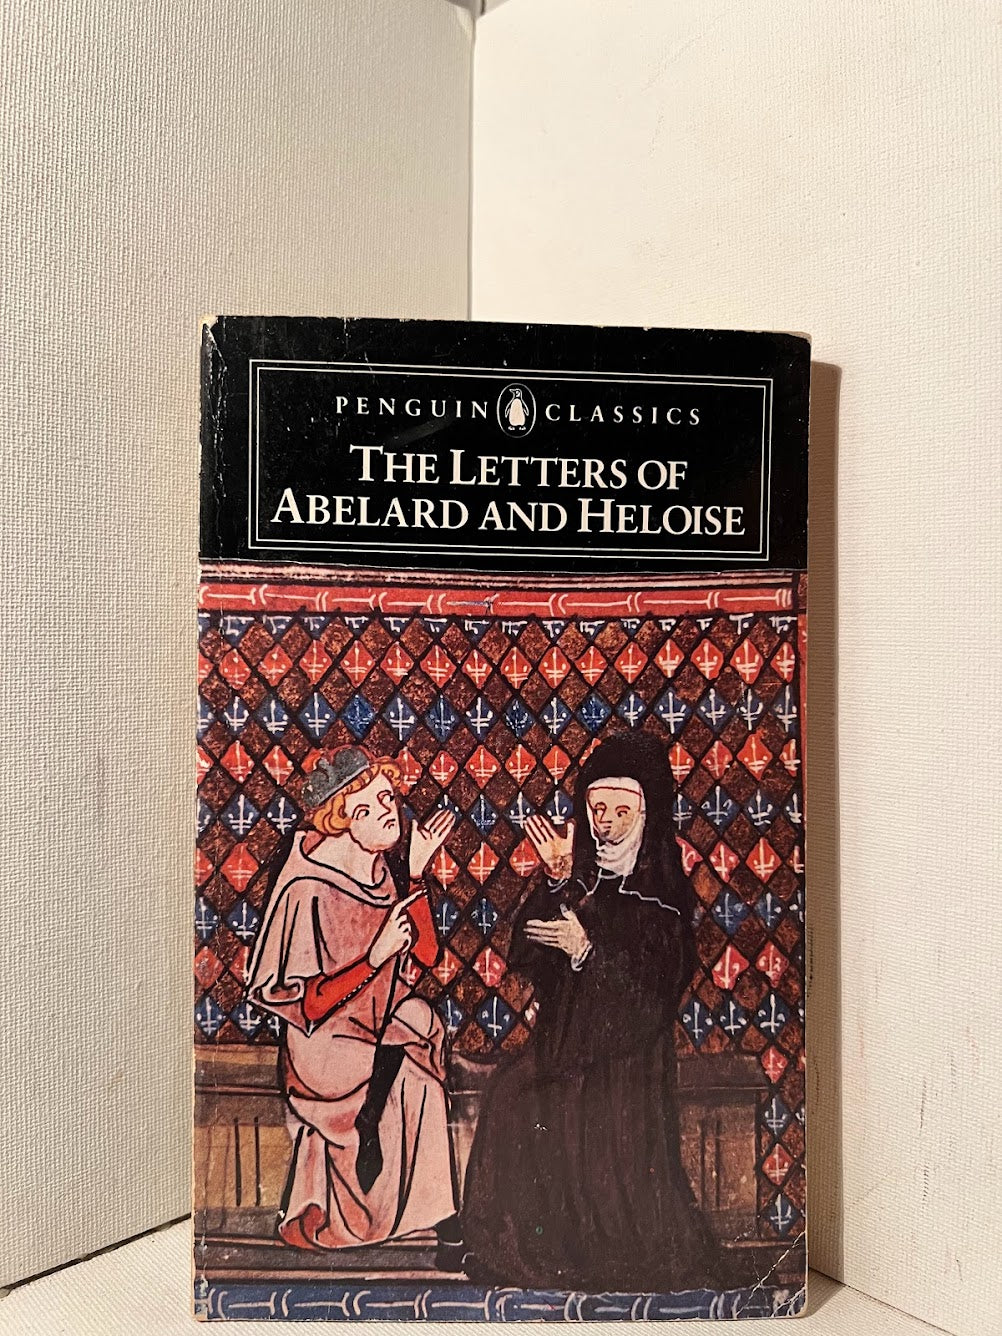 PENGUIN CLASSICS
THE LETTERS OF
ABELARD AND HELOISE